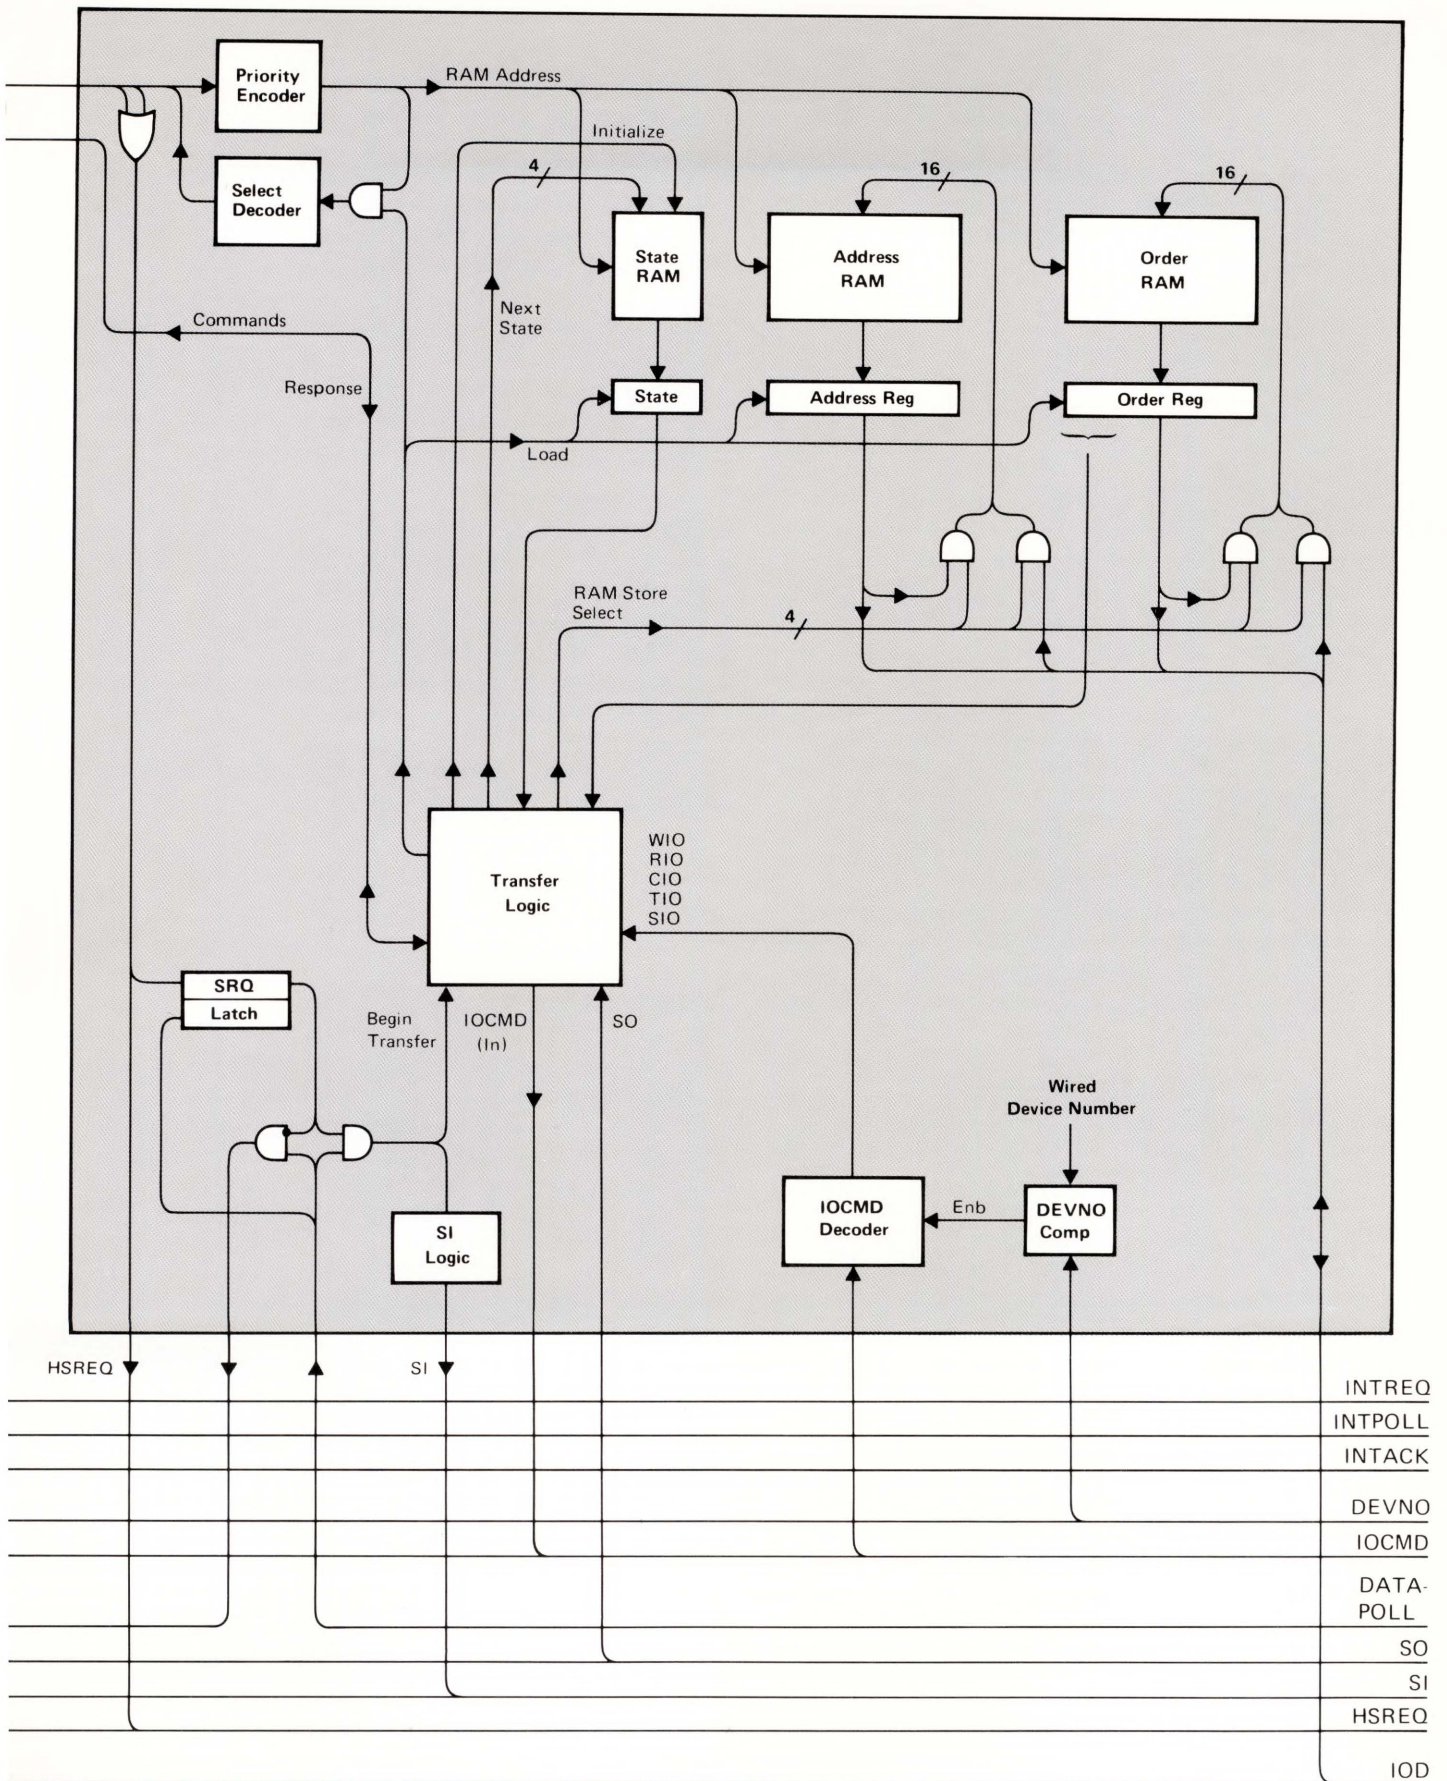 Priority
Encoder
RAM Address
Initialize
4
16
16
Select
Decoder
State
RAM
Address
RAM
Order
RAM
Next
State
Commands
Response
State
Address Reg
Order Reg
Load
RAM Store
Select
4
WIO
RIO
CIO
TIO
SIO
Transfer
Logic
SRQ
Latch
Begin
Transfer
IOCMD
(In)
SO
Wired
Device Number
IOCMD
Decoder
Enb
DEVNO
Comp
SI
Logic
HSREQ
SI
INTREQ
INTPOLL
INTACK
DEVNO
IOCMD
DATA-
POLL
SO
SI
HSREQ
IOD